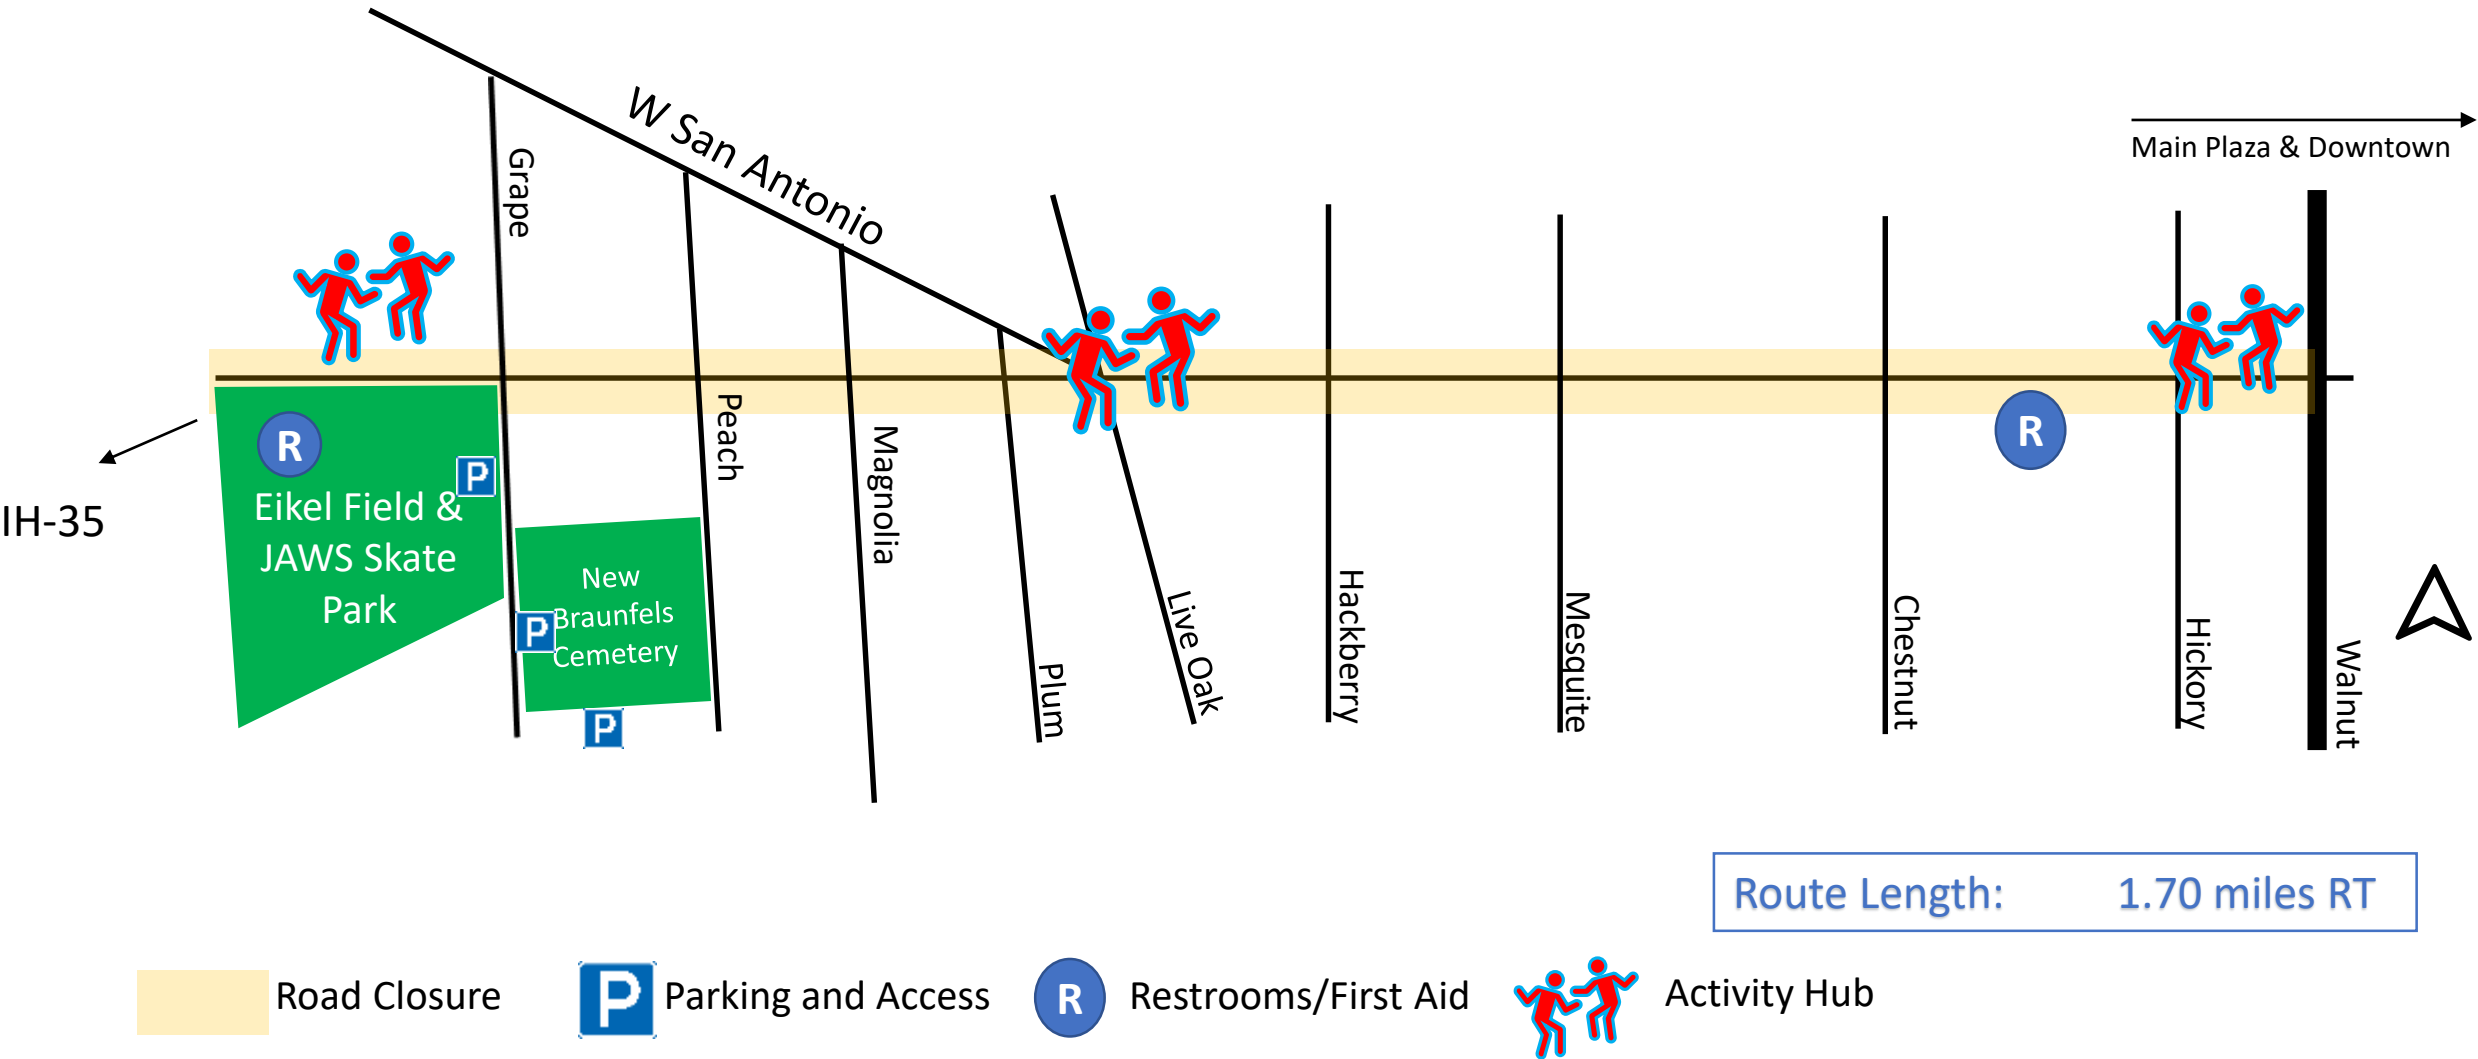 W San Antonio
Main Plaza & Downtown
Grape
Peach
Magnolia
Plum
Live Oak
Hackberry
Mesquite
Chestnut
Hickory
Walnut
R
P
Eikel Field &
JAWS Skate
Park
IH-35
P
New
Braunfels
Cemetery
P
R
Route Length: 1.70 miles RT
Road Closure
P Parking and Access
R Restrooms/First Aid
Activity Hub